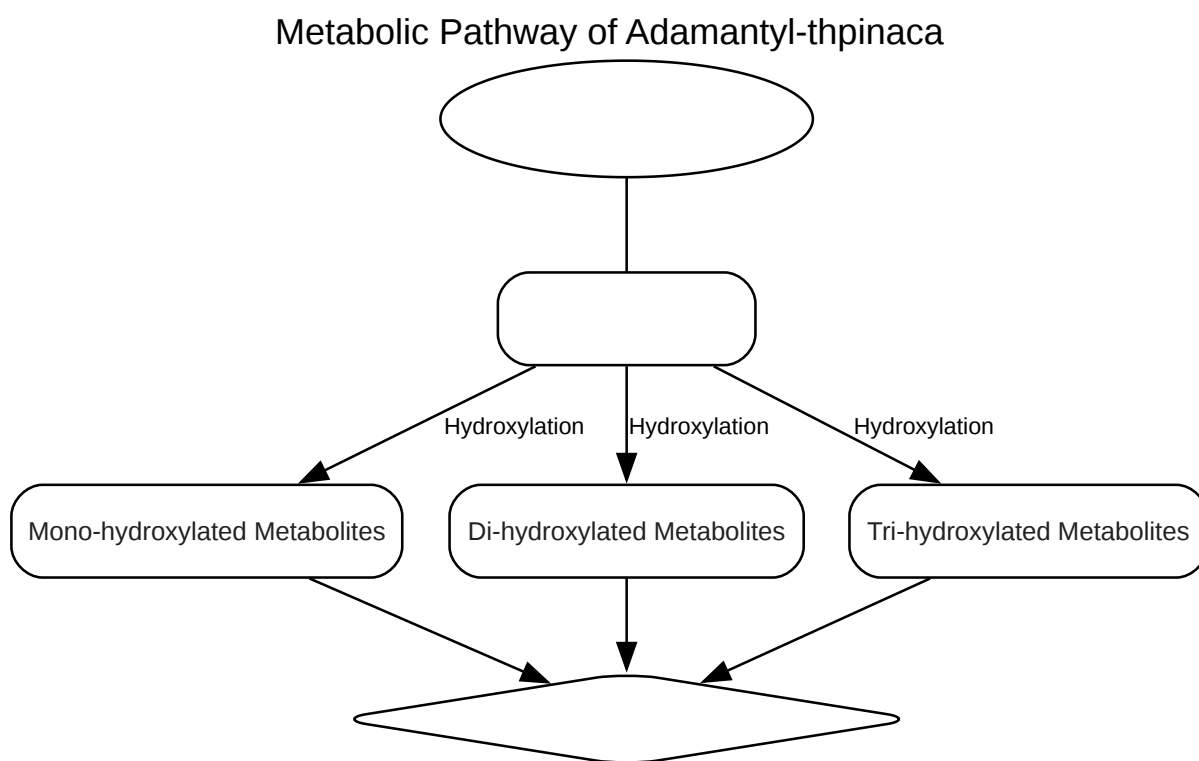 Metabolic Pathway of Adamantyl-thpinaca
Hydroxylation
Hydroxylation
Hydroxylation
Mono-hydroxylated Metabolites
Di-hydroxylated Metabolites
Tri-hydroxylated Metabolites